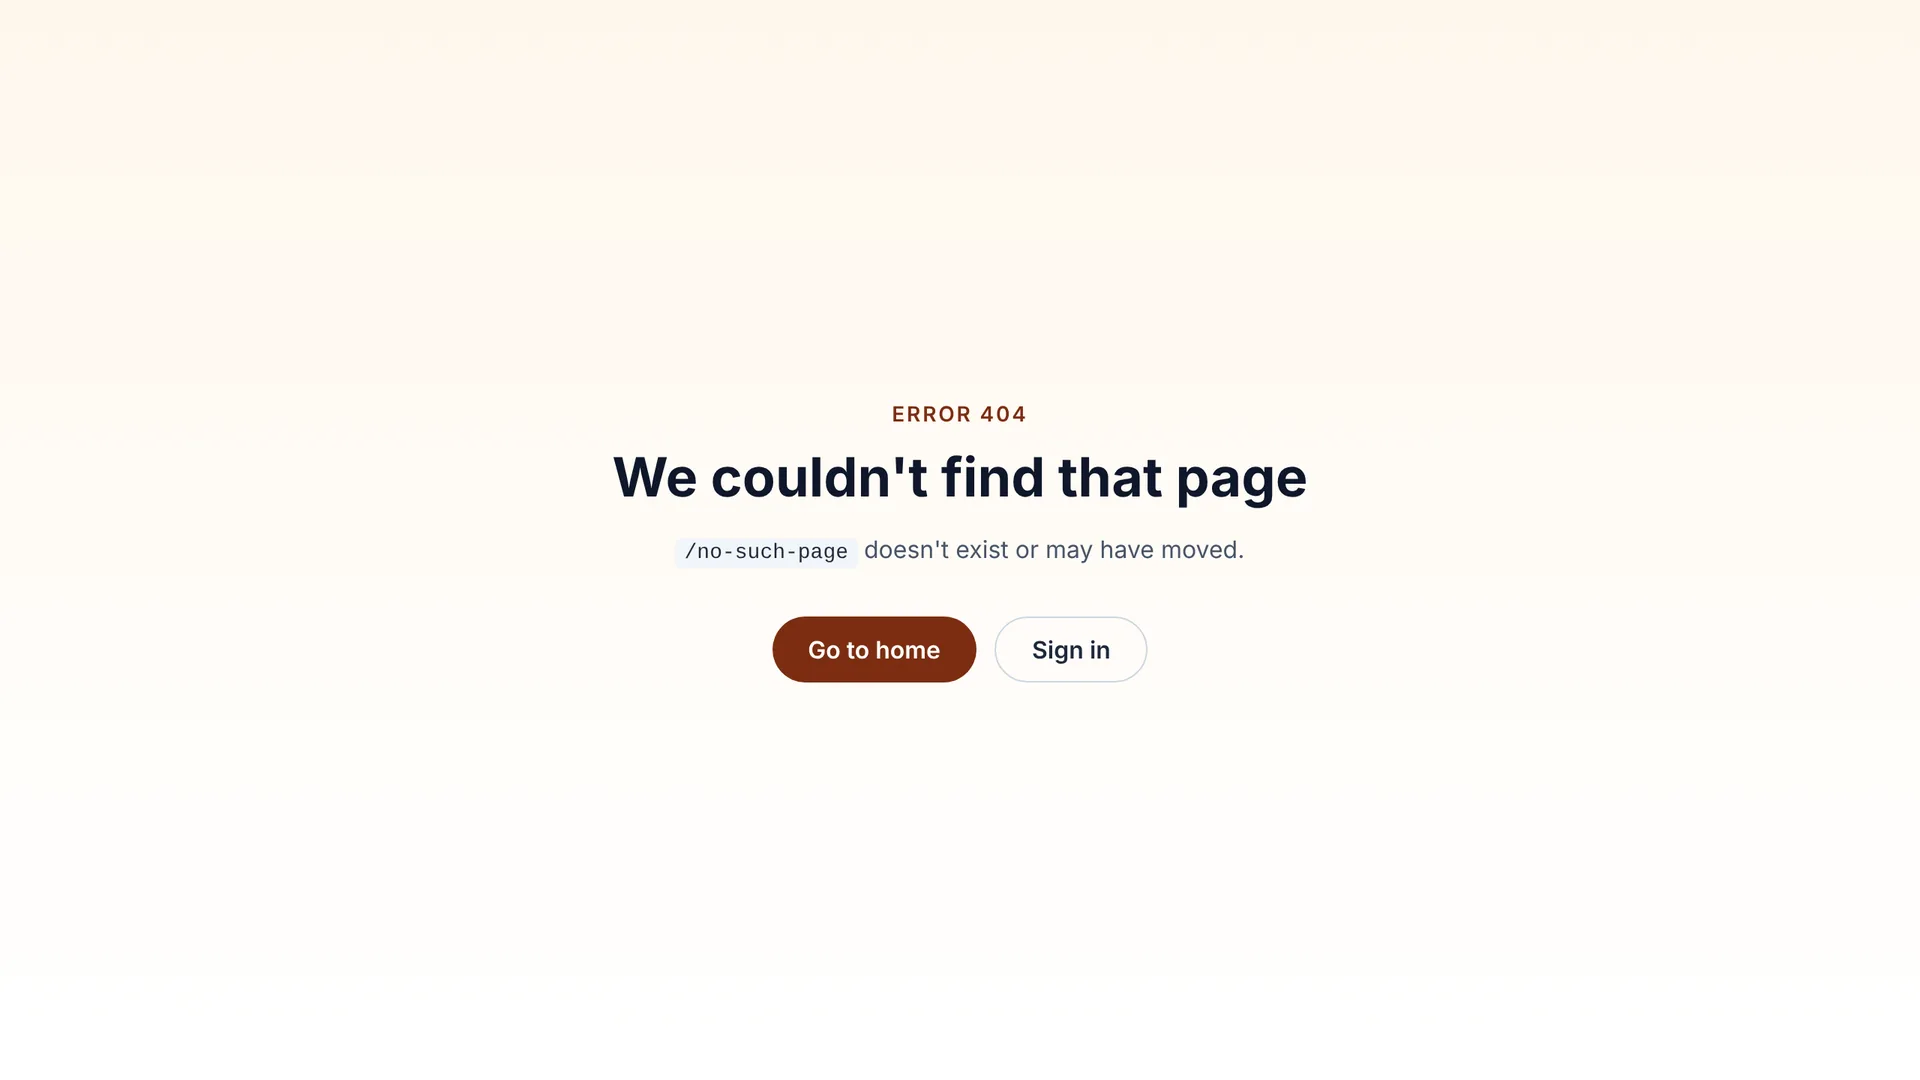 ERROR 404
We couldn't find that page
/no-such-page doesn't exist or may have moved.
Go to home
Sign in